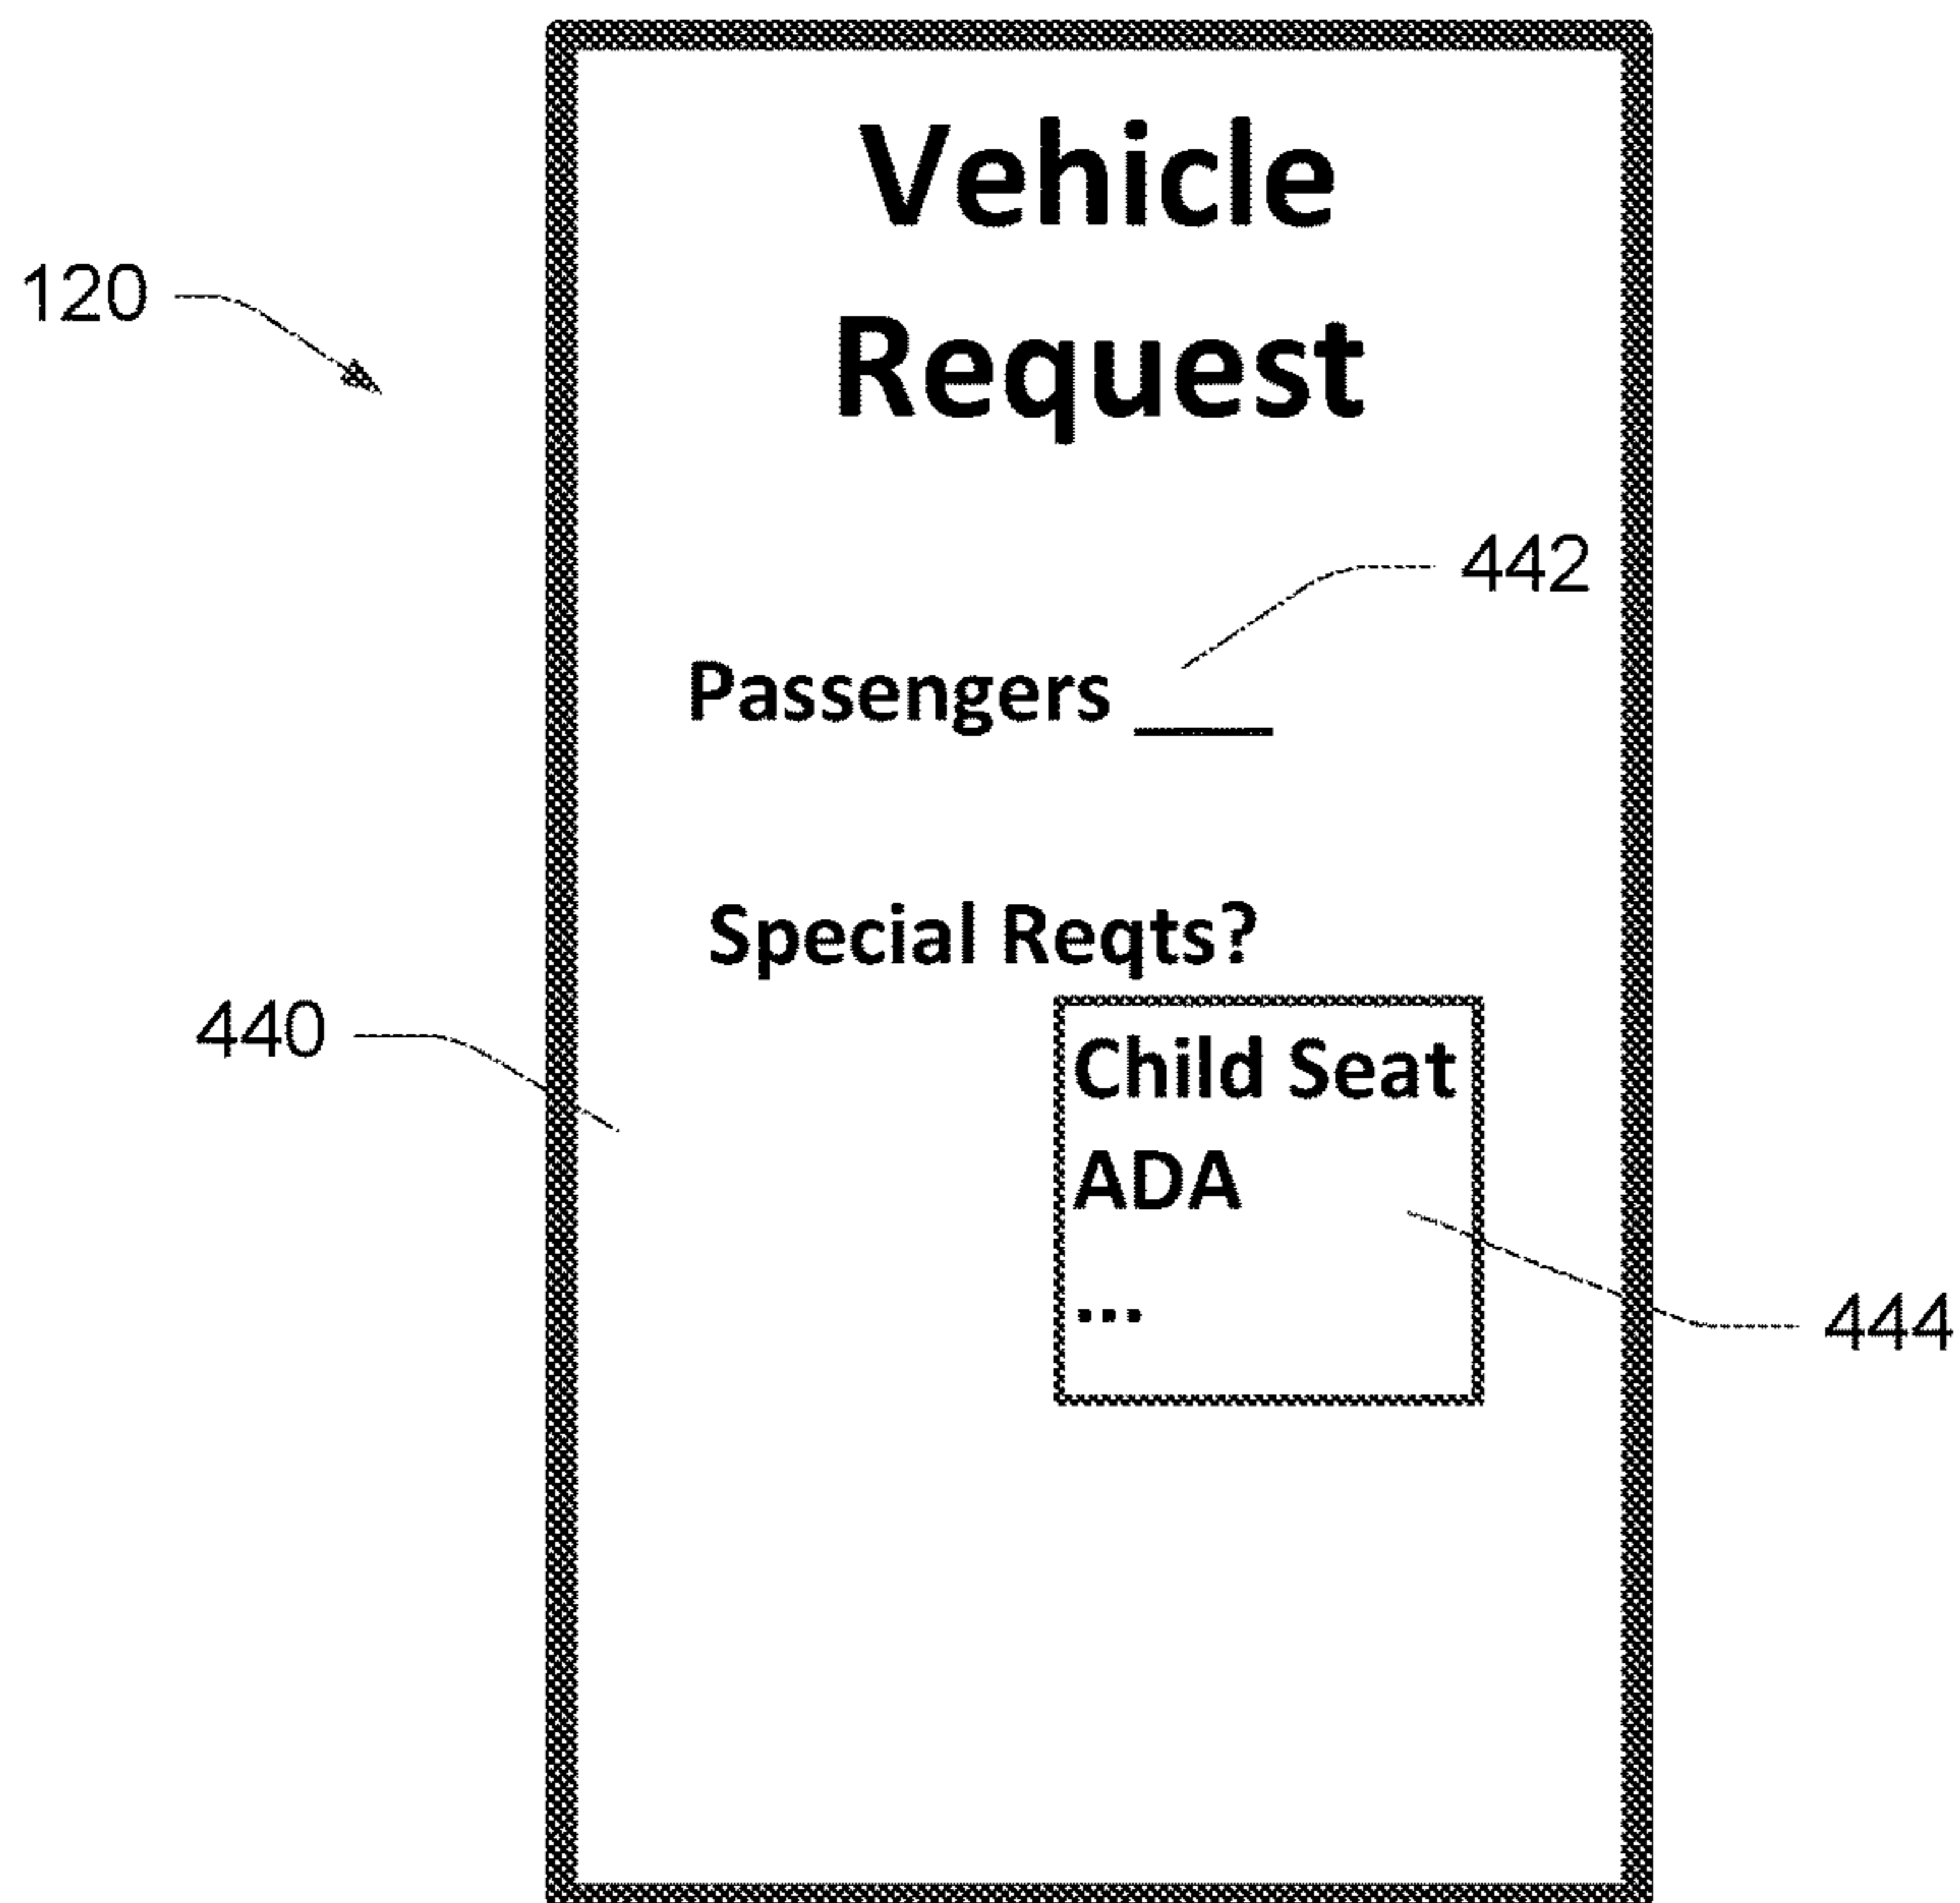 Vehicle
120
Request
442
Passengers ____
Special Reqts?
440
Child Seat
ADA
...
444